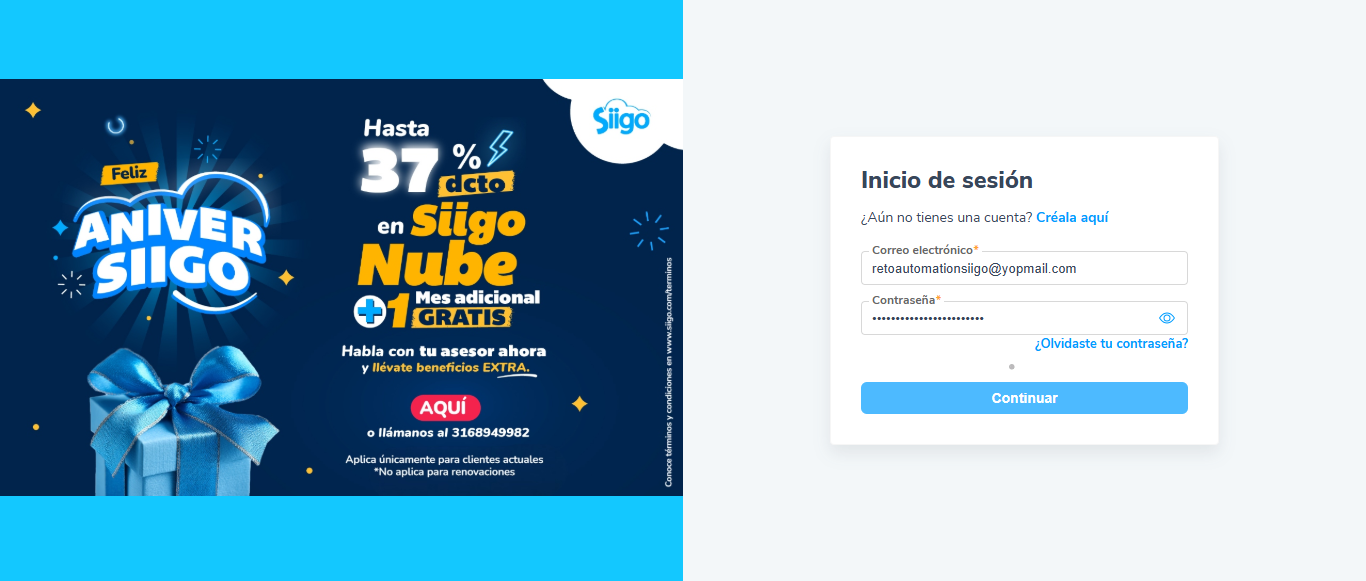 Feliz
ANIVER
SIIGO
Hasta
37 %
dcto
en Siigo
Nube
+1 Mes adicional
GRATIS
Habla con tu asesor ahora
y llévate beneficios EXTRA.
AQUÍ
o llámanos al 3168949982
Aplica únicamente para clientes actuales
*No aplica para renovaciones
Siigo
Conoce términos y condiciones en www.siigo.com/terminos
Inicio de sesión
¿Aún no tienes una cuenta? Créala aquí
Correo electrónico*
retoautomationsiigo@yopmail.com
Contraseña*
•••••••••••••••••••••••
¿Olvidaste tu contraseña?
Continuar